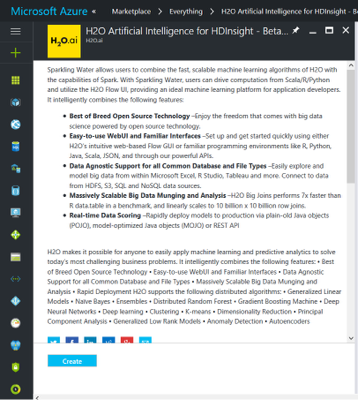 Microsoft Azure Marketplace > Everything > H2O Artificial Intelligence for HDInsight - Beta
H2O.ai
H2O Artificial Intelligence for HDInsight - Beta...
H2O.ai
Sparkling Water allows users to combine the fast, scalable machine learning algorithms of H2O with
the capabilities of Spark. With Sparkling Water, users can drive computation from Scala/R/Python
and utilize the H2O Flow UI, providing an ideal machine learning platform for application developers.
It intelligently combines the following features:
• Best of Breed Open Source Technology –Enjoy the freedom that comes with big data
science powered by open source technology.
• Easy-to-use WebUI and Familiar Interfaces –Set up and get started quickly using either
H2O's intuitive web-based Flow GUI or familiar programming environments like R, Python,
Java, Scala, JSON, and through our powerful APIs.
• Data Agnostic Support for all Common Database and File Types –Easily explore and
model big data from within Microsoft Excel, R Studio, Tableau and more. Connect to data
from HDFS, S3, SQL and NoSQL data sources.
• Massively Scalable Big Data Munging and Analysis –H2O Big Joins performs 7x faster than
R data.table in a benchmark, and linearly scales to 10 billion x 10 billion row joins.
• Real-time Data Scoring –Rapidly deploy models to production via plain-old Java objects
(POJO), model-optimized Java objects (MOJO) or REST API
H2O makes it possible for anyone to easily apply machine learning and predictive analytics to solve
today's most challenging business problems. It intelligently combines the following features: • Best
of Breed Open Source Technology • Easy-to-use WebUI and Familiar Interfaces • Data Agnostic
Support for all Common Database and File Types • Massively Scalable Big Data Munging and
Analysis • Rapid Deployment H2O supports the following distributed algorithms: • Generalized Linear
Models • Naive Bayes • Ensembles • Distributed Random Forest • Gradient Boosting Machine • Deep
Neural Networks • Deep learning • Clustering • K-means • Dimensionality Reduction • Principal
Component Analysis • Generalized Low Rank Models • Anomaly Detection • Autoencoders
Create